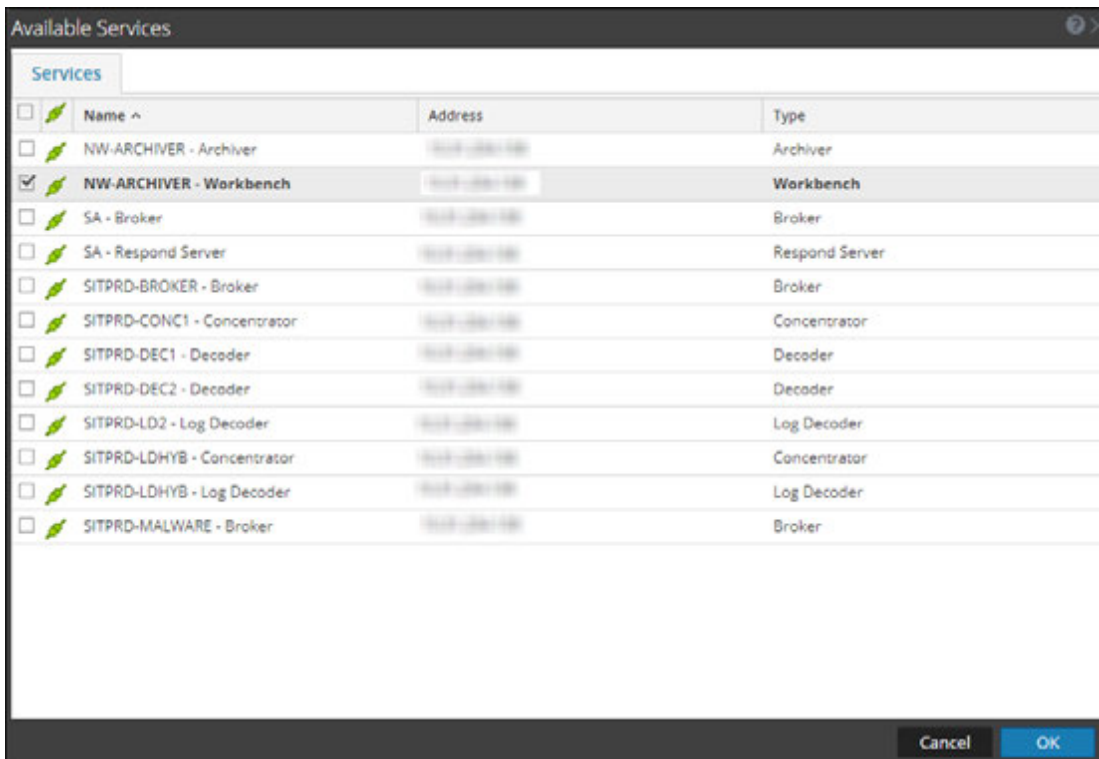 Available Services
Services
Name Address Type
NW-ARCHIVER - Archiver Archiver
NW-ARCHIVER - Workbench Workbench
SA - Broker Broker
SA - Respond Server Respond Server
SITPRD-BROKER - Broker Broker
SITPRD-CONC1 - Concentrator Concentrator
SITPRD-DEC1 - Decoder Decoder
SITPRD-DEC2 - Decoder Decoder
SITPRD-LD2 - Log Decoder Log Decoder
SITPRD-LDHYB - Concentrator Concentrator
SITPRD-LDHYB - Log Decoder Log Decoder
SITPRD-MALWARE - Broker Broker
Cancel OK